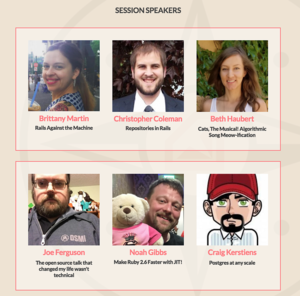 SESSION SPEAKERS
Brittany Martin
Rails Against the Machine
Christopher Coleman
Repositories in Rails
Beth Haubert
Cats, The Musical! Algorithmic
Song Meow-ification
Joe Ferguson
The open source talk that
changed my life wasn't
technical
Noah Gibbs
Make Ruby 2.6 Faster with JIT!
Craig Kerstiens
Postgres at any scale